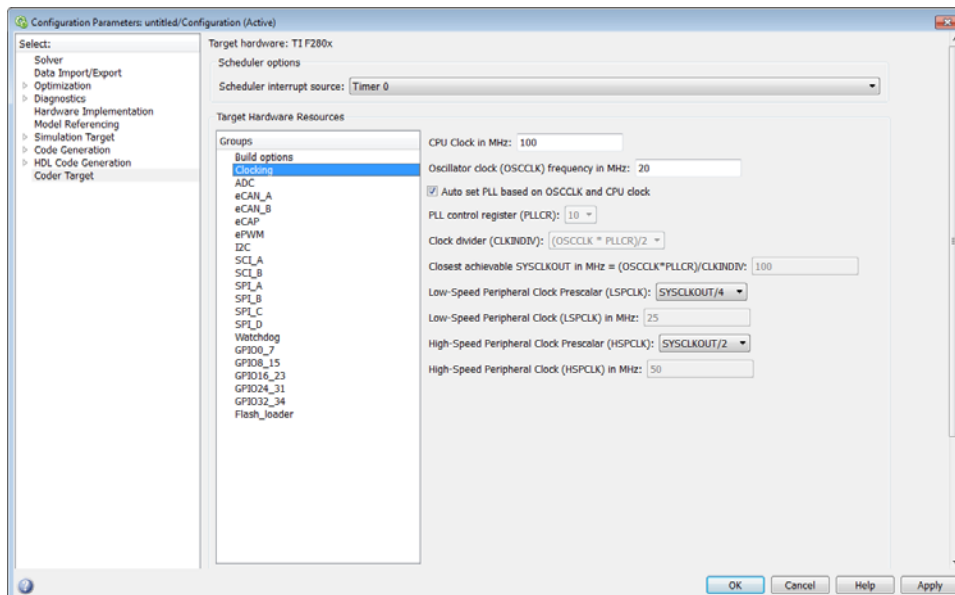 Configuration Parameters: untitled/Configuration (Active)
Select:
Solver
Data Import/Export
Optimization
Diagnostics
Hardware Implementation
Model Referencing
Simulation Target
Code Generation
HDL Code Generation
Coder Target
Target hardware: TI F280x
Scheduler options
Scheduler interrupt source: Timer 0
Target Hardware Resources
Groups
Build options
Clocking
ADC
eCAN_A
eCAN_B
eCAP
ePWM
I2C
SCI_A
SCI_B
SPI_A
SPI_B
SPI_C
SPI_D
Watchdog
GPIO0_7
GPIO8_15
GPIO16_23
GPIO24_31
GPIO32_34
Flash_loader
CPU Clock in MHz: 100
Oscillator clock (OSCCLK) frequency in MHz: 20
Auto set PLL based on OSCCLK and CPU clock
PLL control register (PLLCR): 10
Clock divider (CLKINDIV): (OSCCLK * PLLCR)/2
Closest achievable SYSCLKOUT in MHz = (OSCCLK*PLLCR)/CLKINDIV: 100
Low-Speed Peripheral Clock Prescalar (LSPCLK): SYSCLKOUT/4
Low-Speed Peripheral Clock (LSPCLK) in MHz: 25
High-Speed Peripheral Clock Prescalar (HSPCLK): SYSCLKOUT/2
High-Speed Peripheral Clock (HSPCLK) in MHz: 50
OK Cancel Help Apply